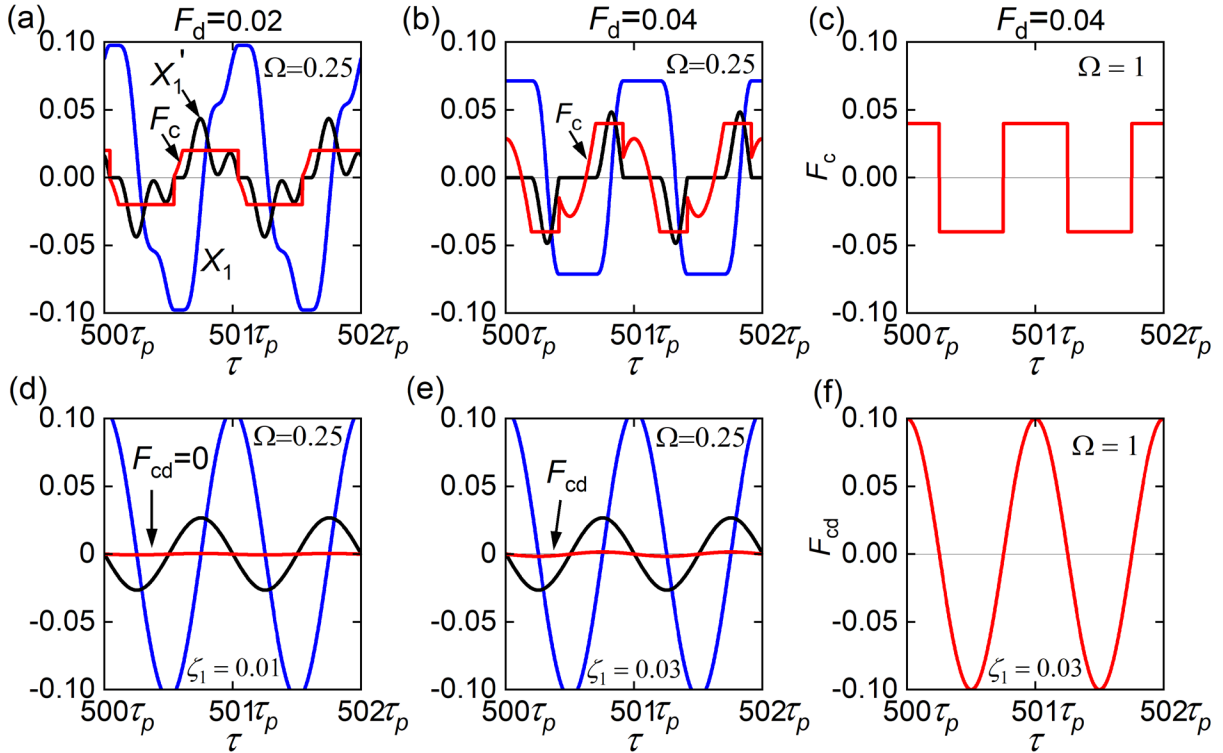 (a) F_d=0.02 (b) F_d=0.04 (c) F_d=0.04
0.10 Ω=0.25 0.10 Ω=0.25 0.10 Ω = 1
X_1' F_c
0.05 F_c 0.05 0.05
0.00 0.00 F_c 0.00
-0.05 X_1 -0.05 -0.05
-0.10 -0.10 -0.10
500τ_p 501τ_p 502τ_p 500τ_p 501τ_p 502τ_p 500τ_p 501τ_p 502τ_p
τ τ τ
(d) (e) (f)
0.10 Ω=0.25 0.10 Ω=0.25 0.10 Ω = 1
F_cd=0 F_cd
0.05 0.05 0.05
0 0 F_cd 0
-0.05 -0.05 -0.05
-0.10 ζ_1 = 0.01 -0.10 ζ_1 = 0.03 -0.10 ζ_1 = 0.03
500τ_p 501τ_p 502τ_p 500τ_p 501τ_p 502τ_p 500τ_p 501τ_p 502τ_p
τ τ τ